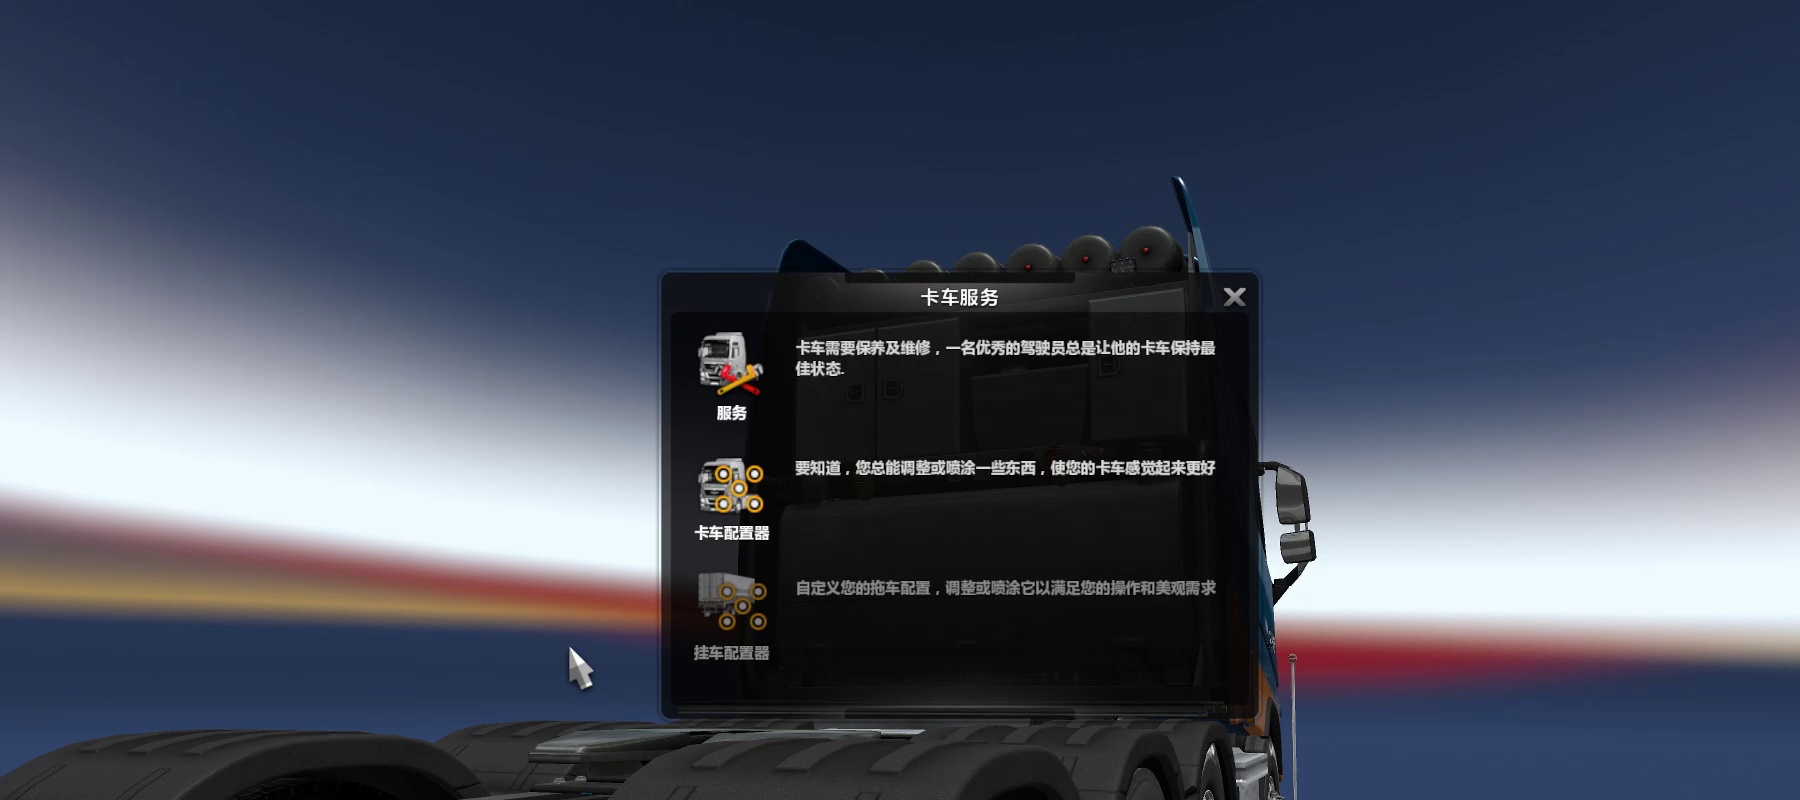 卡车服务
卡车需要保养及维修，一名优秀的驾驶员总是让他的卡车保持最
佳状态.
服务
要知道，您总能调整或喷涂一些东西，使您的卡车感觉起来更好
卡车配置器
自定义您的拖车配置，调整或喷涂它以满足您的操作和美观需求
挂车配置器